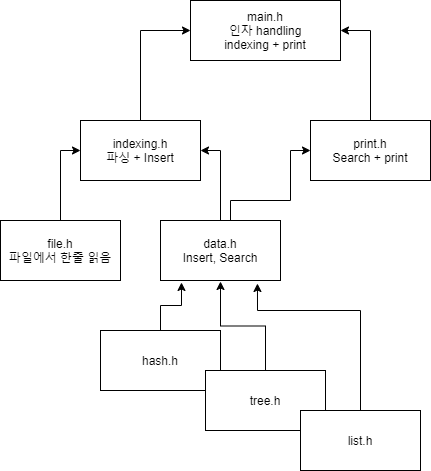 main.h
인자 handling
indexing + print
indexing.h
파싱 + Insert
print.h
Search + print
file.h
파일에서 한줄 읽음
data.h
Insert, Search
hash.h
tree.h
list.h